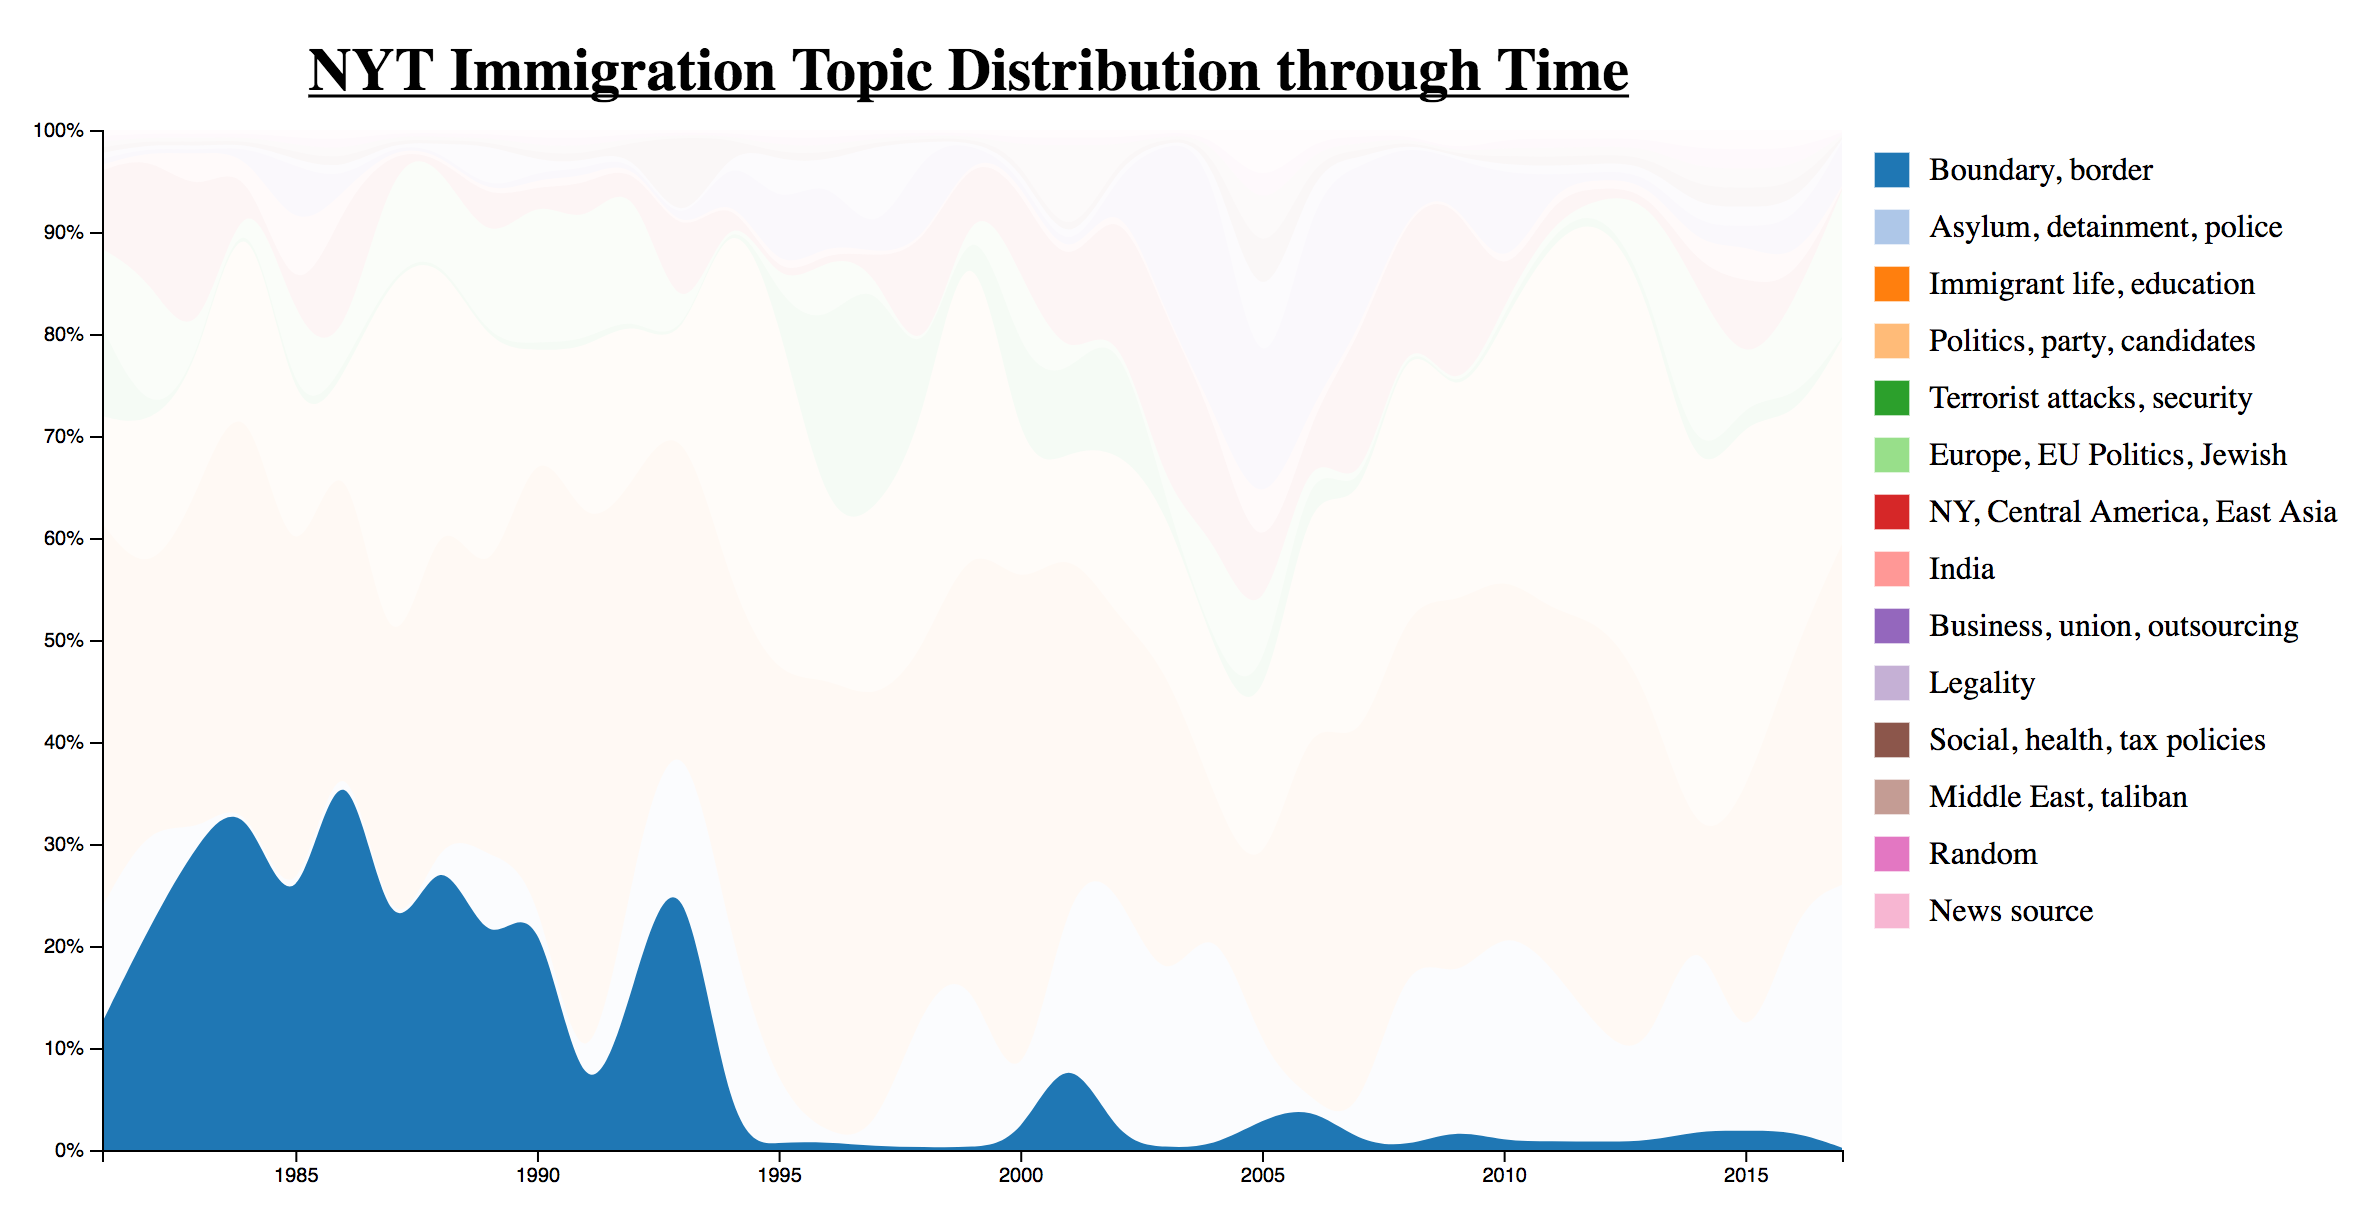 NYT Immigration Topic Distribution through Time
100%
90%
80%
70%
60%
50%
40%
30%
20%
10%
0%
1985 1990 1995 2000 2005 2010 2015
Boundary, border
Asylum, detainment, police
Immigrant life, education
Politics, party, candidates
Terrorist attacks, security
Europe, EU Politics, Jewish
NY, Central America, East Asia
India
Business, union, outsourcing
Legality
Social, health, tax policies
Middle East, taliban
Random
News source